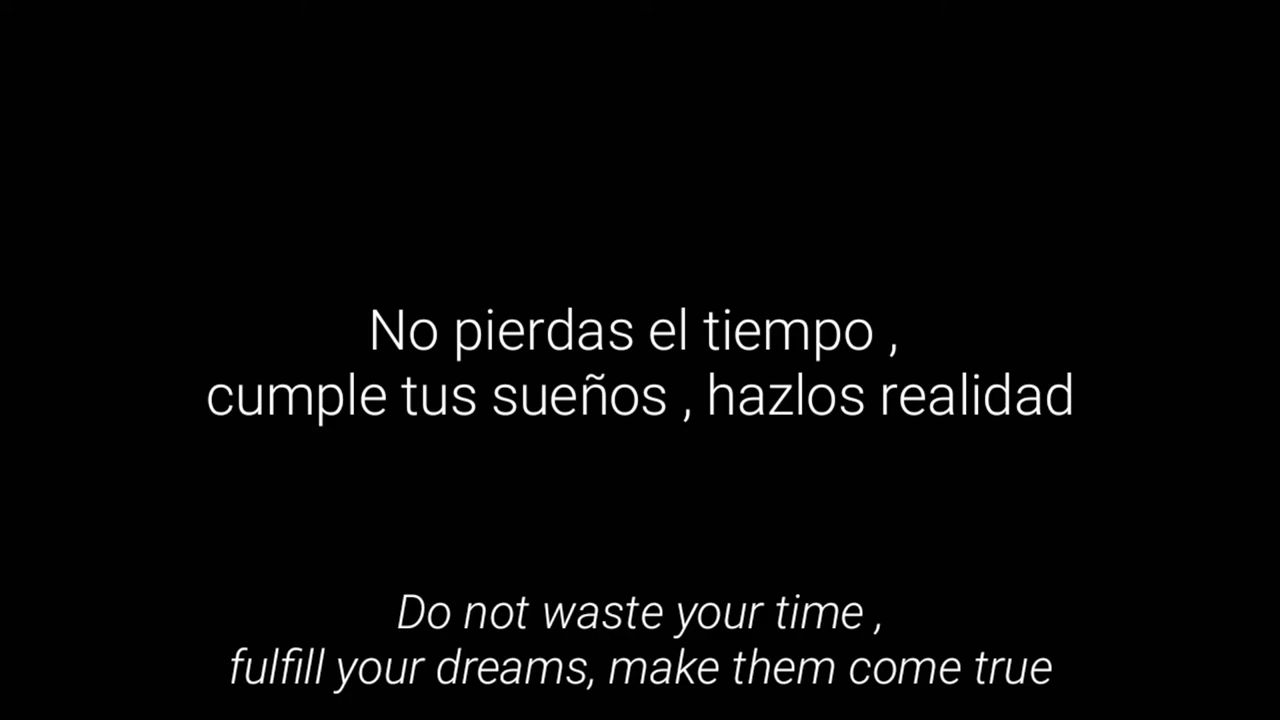 No pierdas el tiempo ,
cumple tus sueños , hazlos realidad
Do not waste your time ,
fulfill your dreams, make them come true